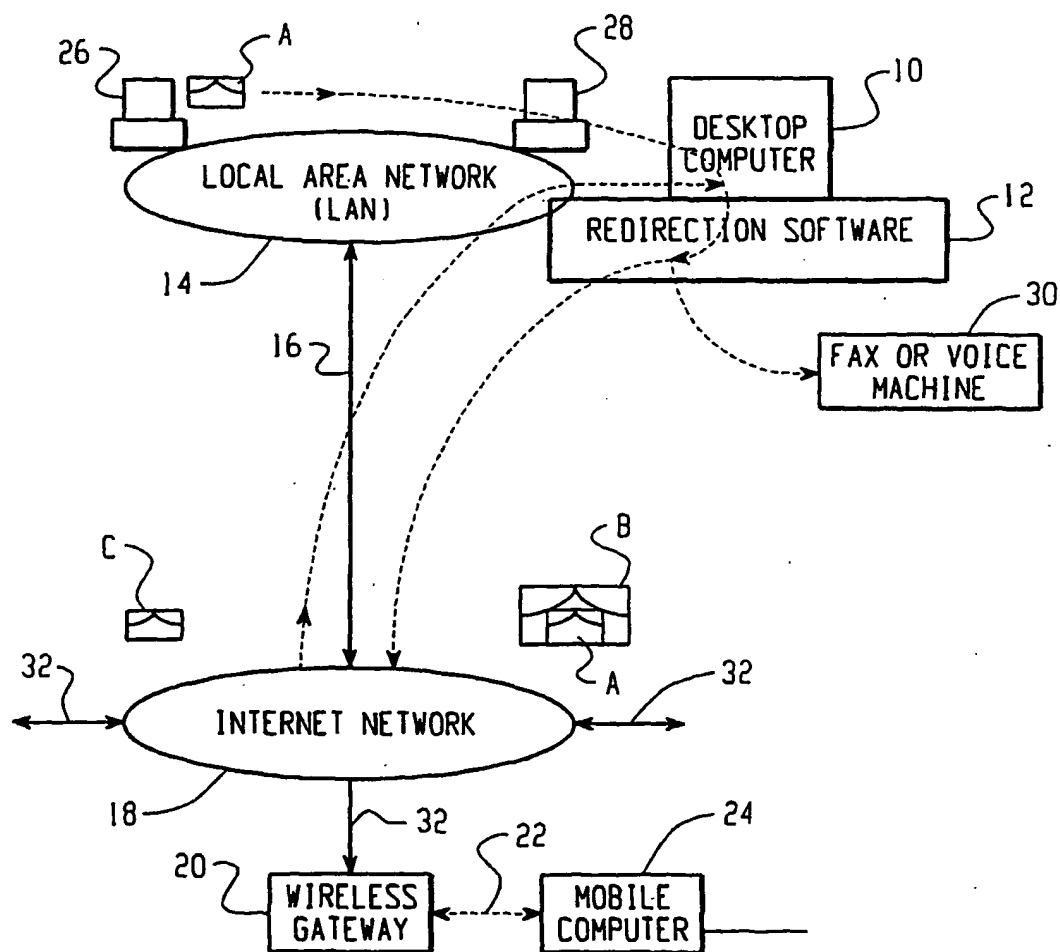 26
A
28
10
DESKTOP
COMPUTER
LOCAL AREA NETWORK
(LAN)
12
REDIRECTION SOFTWARE
14
30
16
FAX OR VOICE
MACHINE
B
C
A
32
32
INTERNET NETWORK
18
32
24
22
20
WIRELESS
GATEWAY
MOBILE
COMPUTER